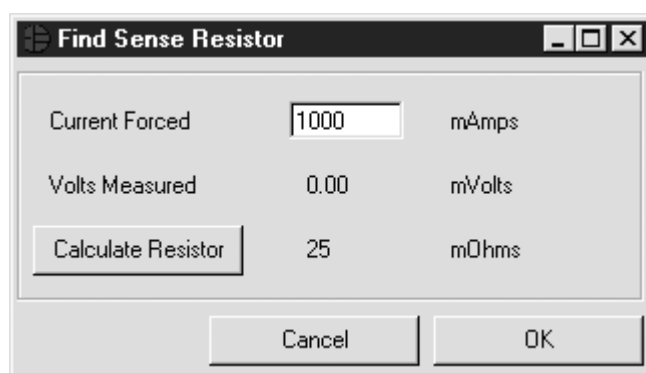 Find Sense Resistor
Current Forced 1000 mAmps
Volts Measured 0.00 mVolts
Calculate Resistor 25 mOhms
Cancel OK